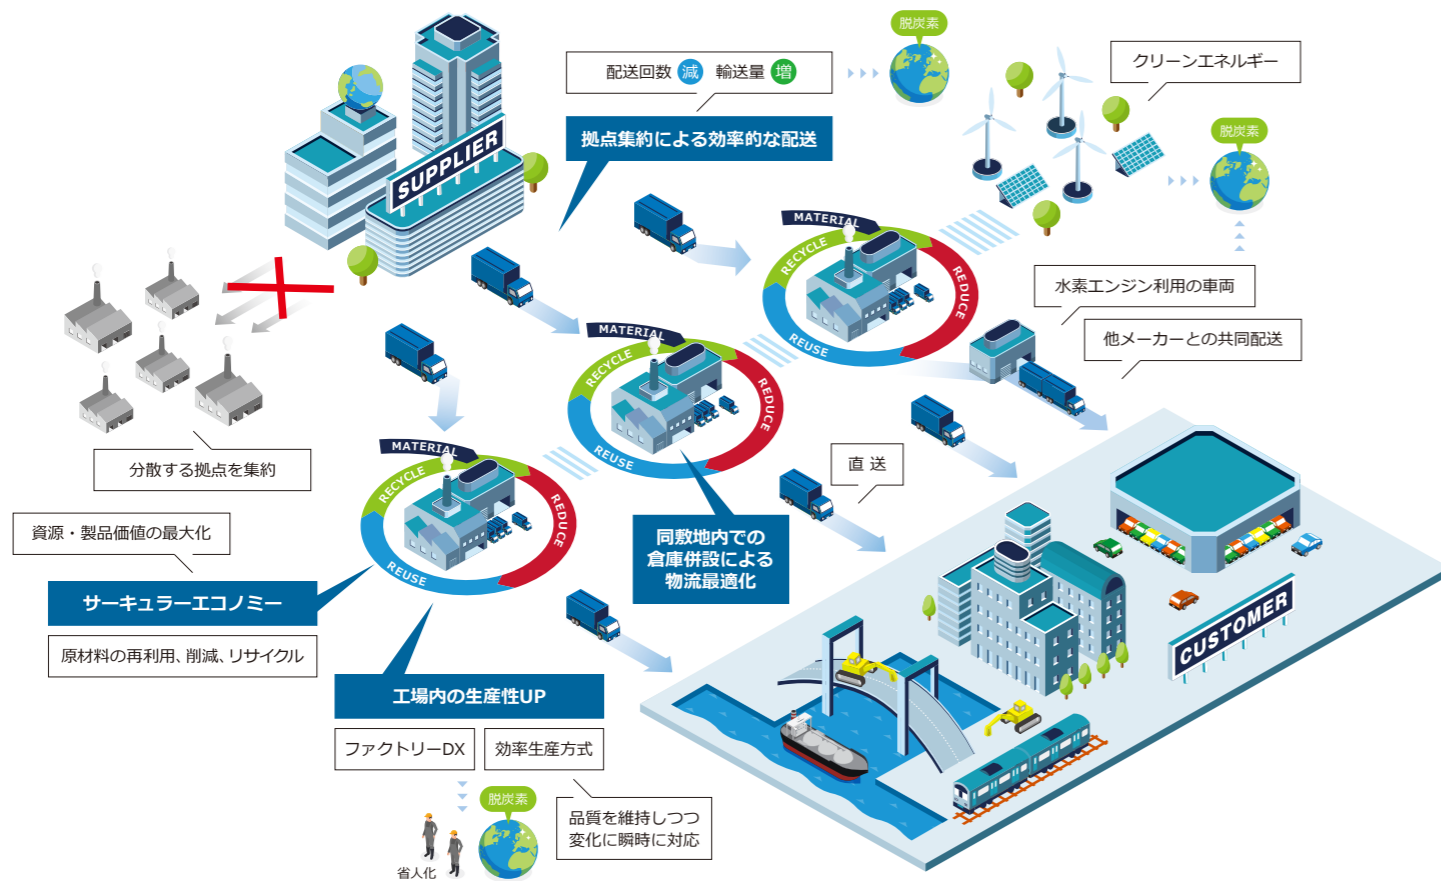 脱炭素
配送回数 減 輸送量 増
クリーンエネルギー
拠点集約による効率的な配送
脱炭素
SUPPLIER
MATERIAL
RECYCLE
REDUCE
REUSE
水素エンジン利用の車両
他メーカーとの共同配送
MATERIAL
RECYCLE
REDUCE
REUSE
分散する拠点を集約
MATERIAL
RECYCLE
REDUCE
REUSE
直送
資源・製品価値の最大化
サーキュラーエコノミー
原材料の再利用、削減、リサイクル
同敷地内での
倉庫併設による
物流最適化
CUSTOMER
工場内の生産性UP
ファクトリーDX
効率生産方式
脱炭素
品質を維持しつつ
変化に瞬時に対応
省人化